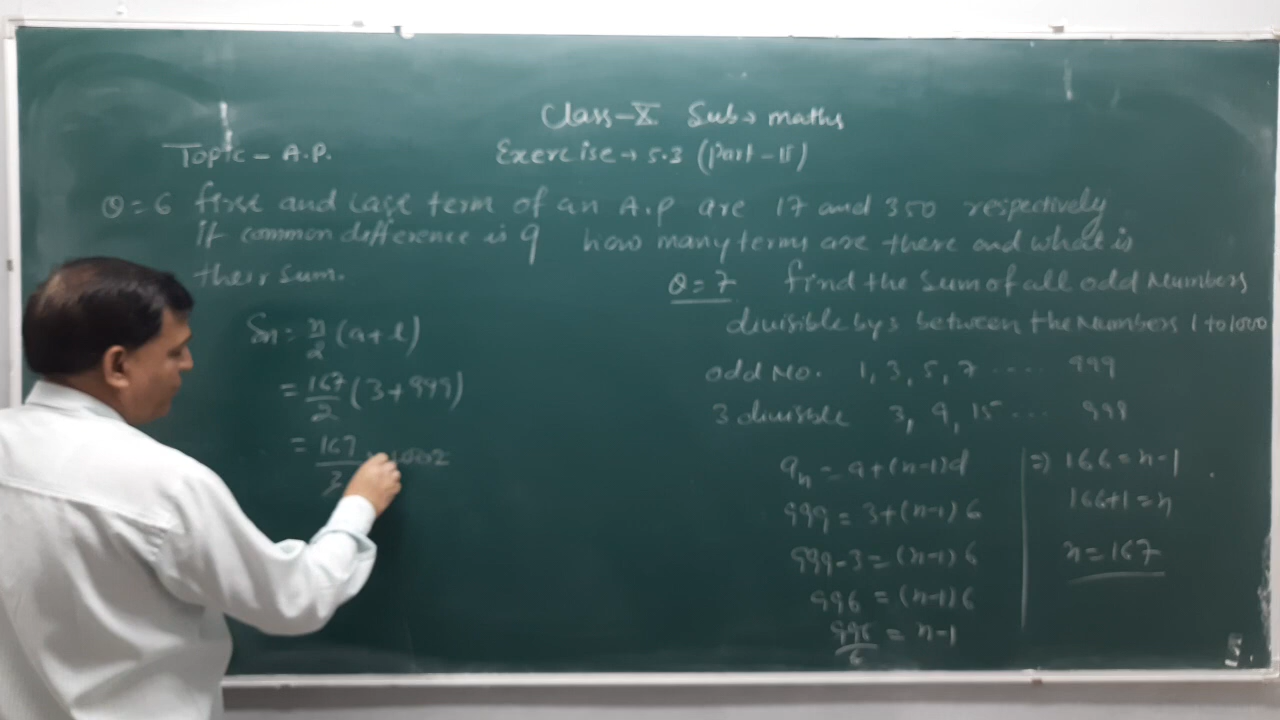 Class-X Sub→ maths
Topic - A.P. Exercise→ 5.3 (Part-II)
Q=6 first and last term of an A.P are 17 and 350 respectively
If common difference is 9 how many terms are there and what is
their sum.
Q=7 find the sum of all odd Numbers
divisible by 3 between the Numbers 1 to 1000
odd No. 1, 3, 5, 7 .... 999
3 divisible 3, 9, 15 ... 999
an = a+(n-1)d
999 = 3+(n-1) 6
999-3 = (n-1) 6
996 = (n-1) 6
996/6 = n-1
⇒ 166 = n-1
166+1 = n
n = 167
Sn = n/2 (a+l)
= 167/2 (3+999)
= 167/2 1002